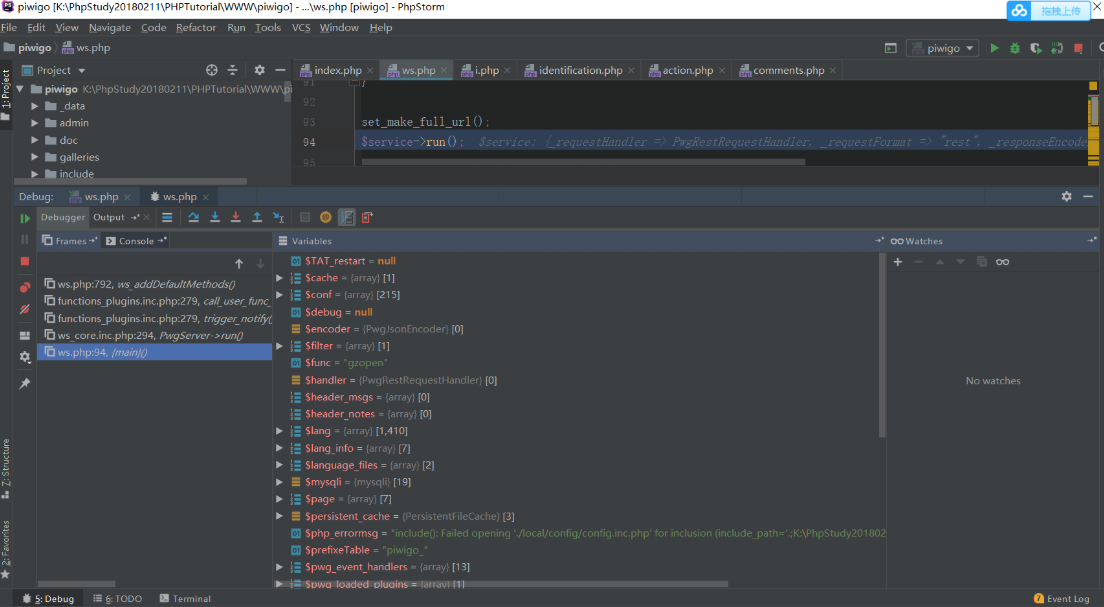 piwigo [K:\PhpStudy20180211\PHPTutorial\WWW\piwigo] - ...\ws.php [piwigo] - PhpStorm
拖拽上传
File Edit View Navigate Code Refactor Run Tools VCS Window Help
piwigo ws.php
piwigo
Project
index.php × ws.php × i.php × identification.php × action.php × comments.php ×
1: Project
piwigo K:\PhpStudy20180211\PHPTutorial\WWW\pi
_data
admin
doc
galleries
include
91 }
92
93 set_make_full_url();
94 $service->run(); $service: {_requestHandler => PwgRestRequestHandler, _requestFormat => "rest", _responseEncode
95
Debug: ws.php × ws.php ×
Debugger Output
Frames Console
Variables
Watches
ws.php:792, ws_addDefaultMethods()
functions_plugins.inc.php:279, call_user_func_
functions_plugins.inc.php:279, trigger_notify()
ws_core.inc.php:294, PwgServer->run()
ws.php:94, {main}()
$TAT_restart = null
$cache = {array} [1]
$conf = {array} [215]
$debug = null
$encoder = {PwgJsonEncoder} [0]
$filter = {array} [1]
$func = "gzopen"
$handler = {PwgRestRequestHandler} [0]
$header_msgs = {array} [0]
$header_notes = {array} [0]
$lang = {array} [1,410]
$lang_info = {array} [7]
$language_files = {array} [2]
$mysqli = {mysqli} [19]
$page = {array} [7]
$persistent_cache = {PersistentFileCache} [3]
$php_errormsg = "include(): Failed opening './local/config/config.inc.php' for inclusion (include_path='.;K:\PhpStudy201802
$prefixeTable = "piwigo_"
$pwg_event_handlers = {array} [13]
$pwg_loaded_plugins = {array} [1]
No watches
Z: Structure
2: Favorites
5: Debug 6: TODO Terminal
Event Log